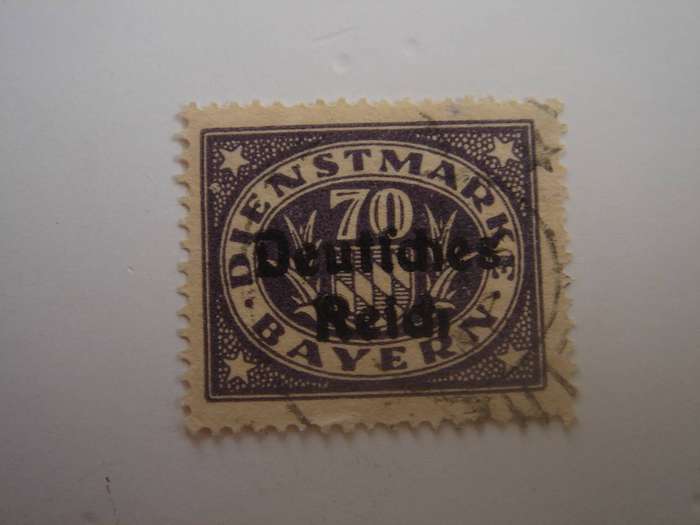 DIENSTMARKE
70
Deutſches
Reich
BAYERN